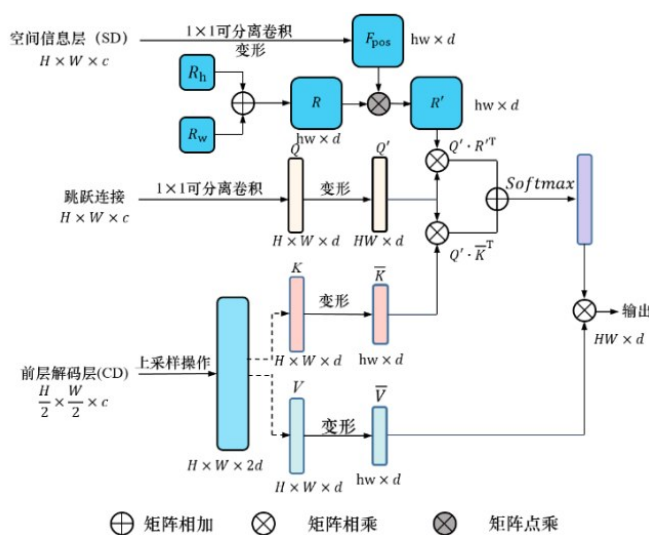 空间信息层（SD）
H × W × c
1×1可分离卷积
变形
F_pos
hw × d
R_h
R_w
R
hw × d
R′
hw × d
Q′ · R′ᵀ
跳跃连接
H × W × c
1×1可分离卷积
Q
H × W × d
变形
Q′
HW × d
Softmax
Q′ · K̅ᵀ
K
H × W × d
变形
K̅
hw × d
输出
HW × d
前层解码层(CD)
H/2 × W/2 × c
上采样操作
H × W × 2d
V
H × W × d
变形
V̅
hw × d
矩阵相加
矩阵相乘
矩阵点乘